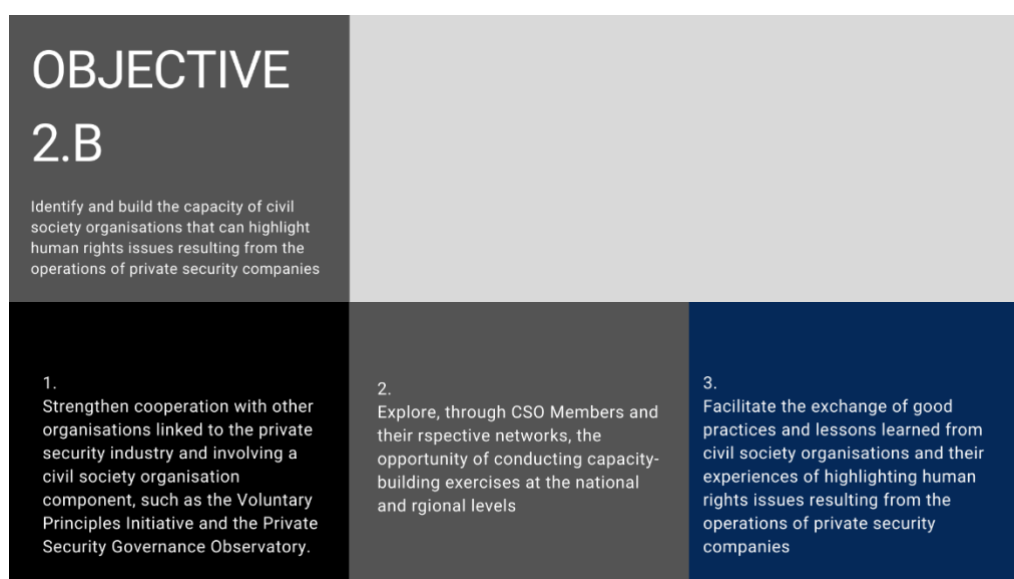 OBJECTIVE
2.B
Identify and build the capacity of civil
society organisations that can highlight
human rights issues resulting from the
operations of private security companies
1.
Strengthen cooperation with other
organisations linked to the private
security industry and involving a
civil society organisation
component, such as the Voluntary
Principles Initiative and the Private
Security Governance Observatory.
2.
Explore, through CSO Members and
their rspective networks, the
opportunity of conducting capacity-
building exercises at the national
and rgional levels
3.
Facilitate the exchange of good
practices and lessons learned from
civil society organisations and their
experiences of highlighting human
rights issues resulting from the
operations of private security
companies